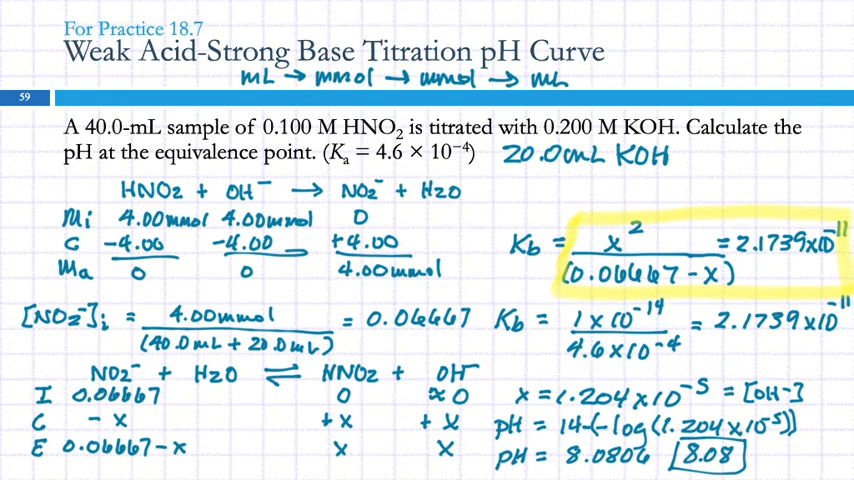 For Practice 18.7
Weak Acid-Strong Base Titration pH Curve
mL → mmol → mmol → mL
59
A 40.0-mL sample of 0.100 M HNO₂ is titrated with 0.200 M KOH. Calculate the
pH at the equivalence point. (Kₐ = 4.6 × 10⁻⁴) 20.0mL KOH
HNO2 + OH⁻ → NO2⁻ + H2O
Mi 4.00mmol 4.00mmol 0
C -4.00 -4.00 +4.00
Ma 0 0 4.00mmol
Kb = x² / (0.06667 - x) = 2.1739x10⁻¹¹
[NO2⁻]i = 4.00mmol / (40.0mL + 20.0mL) = 0.06667
Kb = 1 x 10⁻¹⁴ / 4.6x10⁻⁴ = 2.1739x10⁻¹¹
NO2⁻ + H2O ⇌ HNO2 + OH⁻
I 0.06667 0 ≈ 0
C - x + x + x
E 0.06667 - x x x
x = 1.204x10⁻⁵ = [OH⁻]
pH = 14-(-log(1.204x10⁻⁵))
pH = 8.0806 8.08